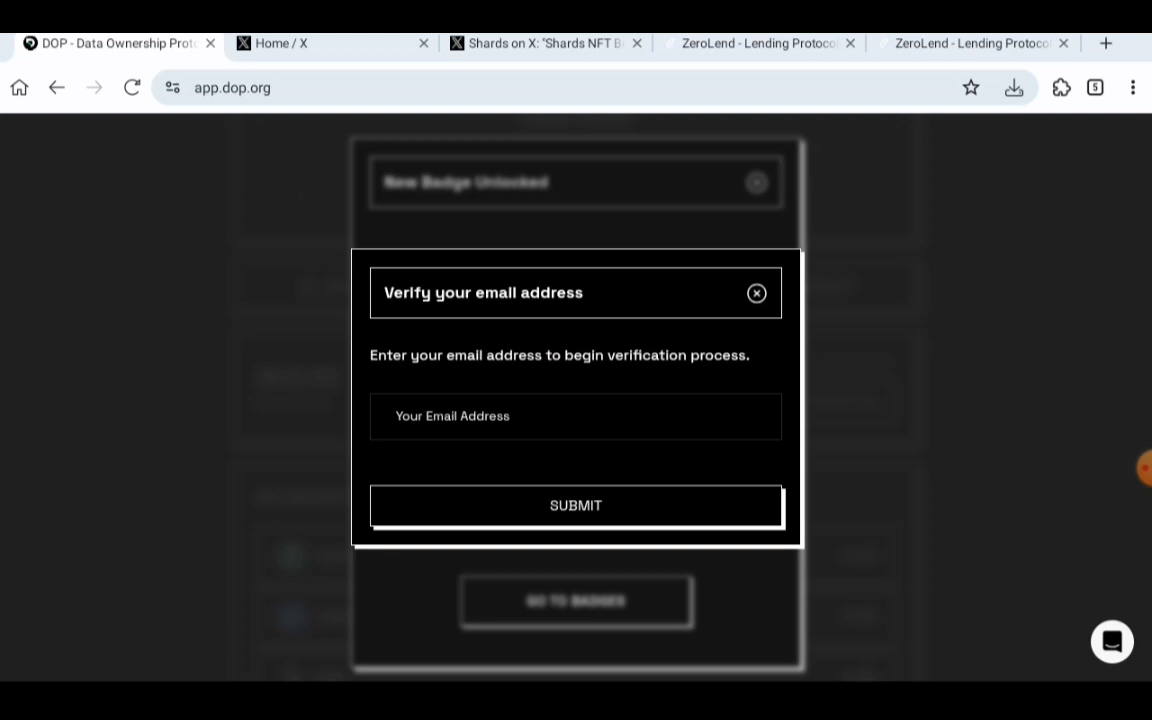 DOP - Data Ownership Prot
Home / X
Shards on X: "Shards NFT B
ZeroLend - Lending Protoco
ZeroLend - Lending Protoco
app.dop.org
5
New Badge Unlocked
Verify your email address
Enter your email address to begin verification process.
Your Email Address
SUBMIT
GO TO BADGES